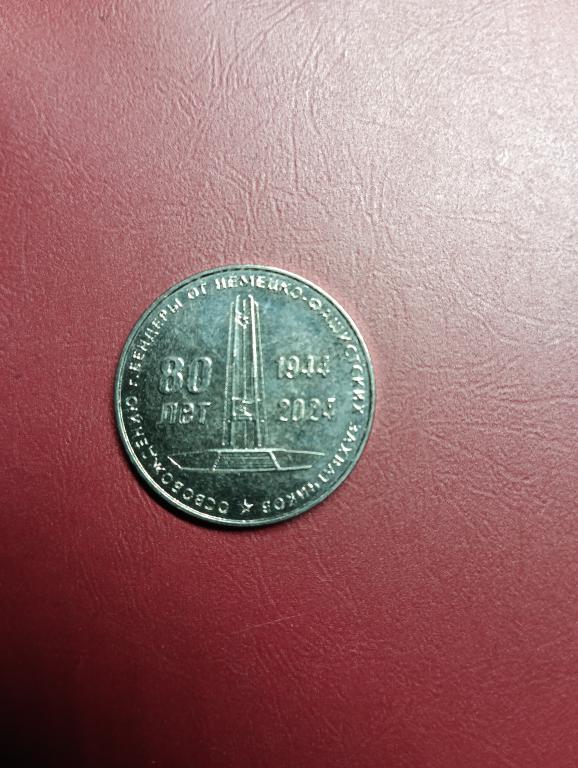 ОСВОБОЖДЕНИЮ Г. БЕНДЕРЫ ОТ НЕМЕЦКО-ФАШИСТСКИХ ЗАХВАТЧИКОВ
80
лет
1944
2024